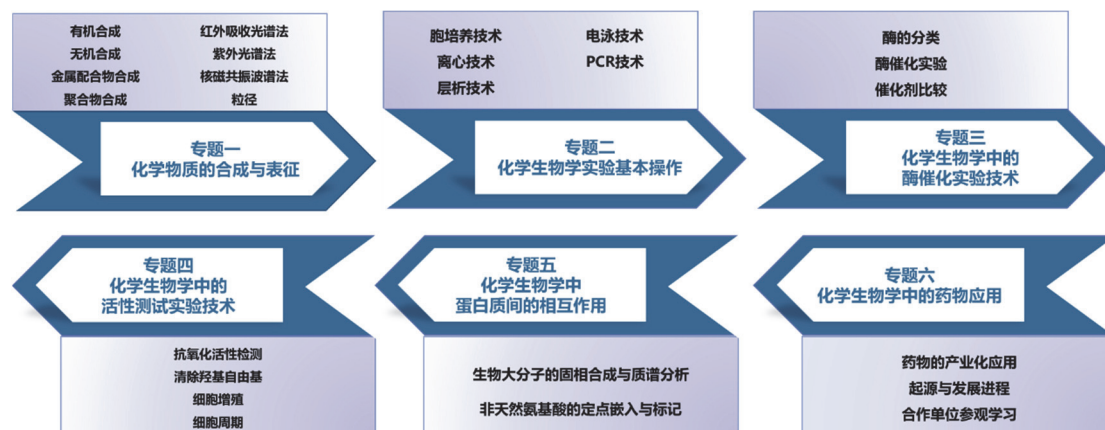 有机合成
无机合成
金属配合物合成
聚合物合成
红外吸收光谱法
紫外光谱法
核磁共振波谱法
粒径
专题一
化学物质的合成与表征
胞培养技术
离心技术
层析技术
电泳技术
PCR技术
专题二
化学生物学实验基本操作
酶的分类
酶催化实验
催化剂比较
专题三
化学生物学中的
酶催化实验技术
专题四
化学生物学中的
活性测试实验技术
抗氧化活性检测
清除羟基自由基
细胞增殖
细胞周期
专题五
化学生物学中
蛋白质间的相互作用
生物大分子的固相合成与质谱分析
非天然氨基酸的定点嵌入与标记
专题六
化学生物学中的药物应用
药物的产业化应用
起源与发展进程
合作单位参观学习